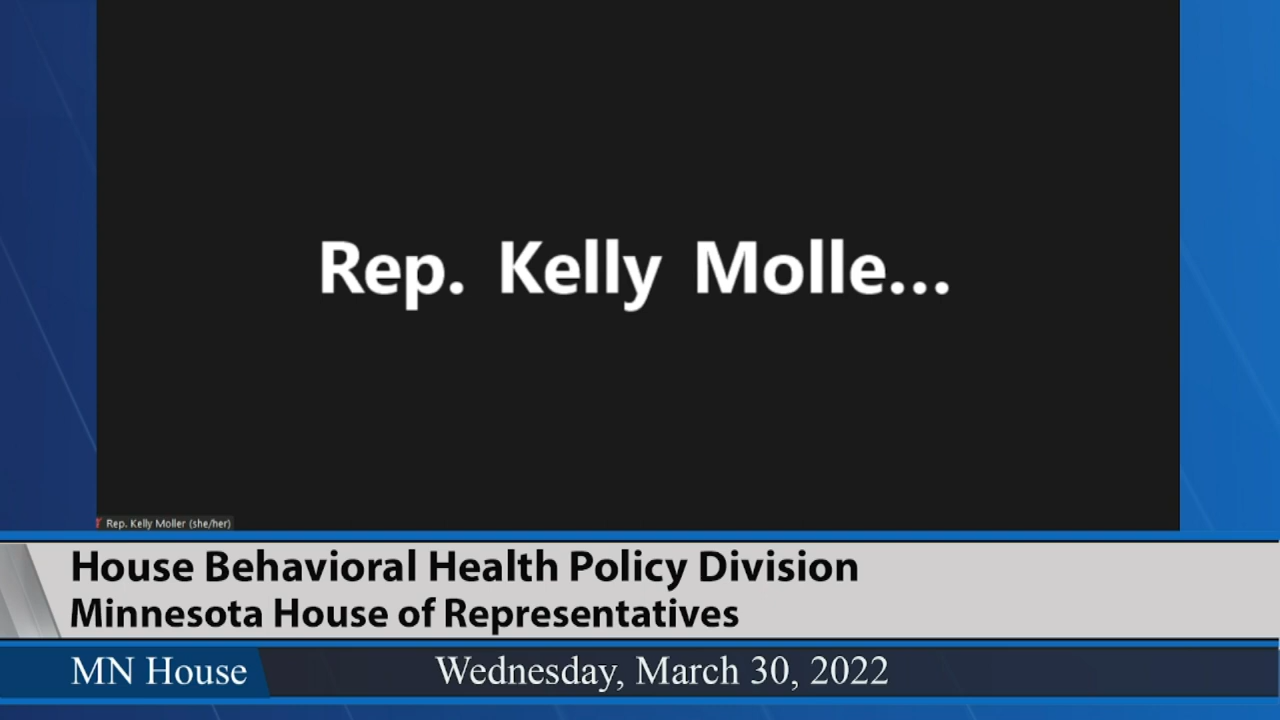 Rep. Kelly Molle...
Rep. Kelly Moller (she/her)
House Behavioral Health Policy Division
Minnesota House of Representatives
MN House
Wednesday, March 30, 2022